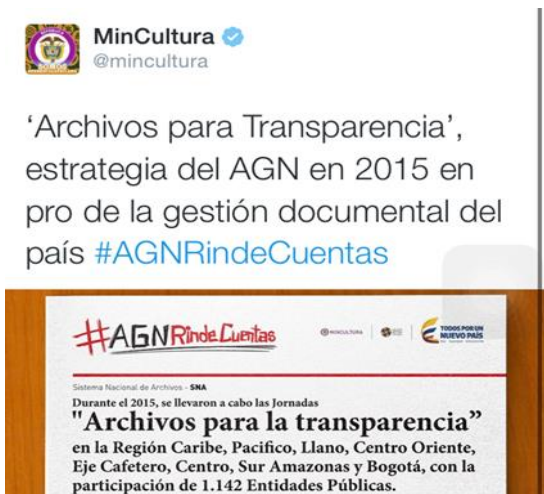 MinCultura
@mincultura
‘Archivos para Transparencia’,
estrategia del AGN en 2015 en
pro de la gestión documental del
país #AGNRindeCuentas
#AGNRinde Cuentas
MINCULTURA
TODOS POR UN
NUEVO PAÍS
Sistema Nacional de Archivos - SNA
Durante el 2015, se llevaron a cabo las Jornadas
"Archivos para la transparencia”
en la Región Caribe, Pacifico, Llano, Centro Oriente,
Eje Cafetero, Centro, Sur Amazonas y Bogotá, con la
participación de 1.142 Entidades Públicas.